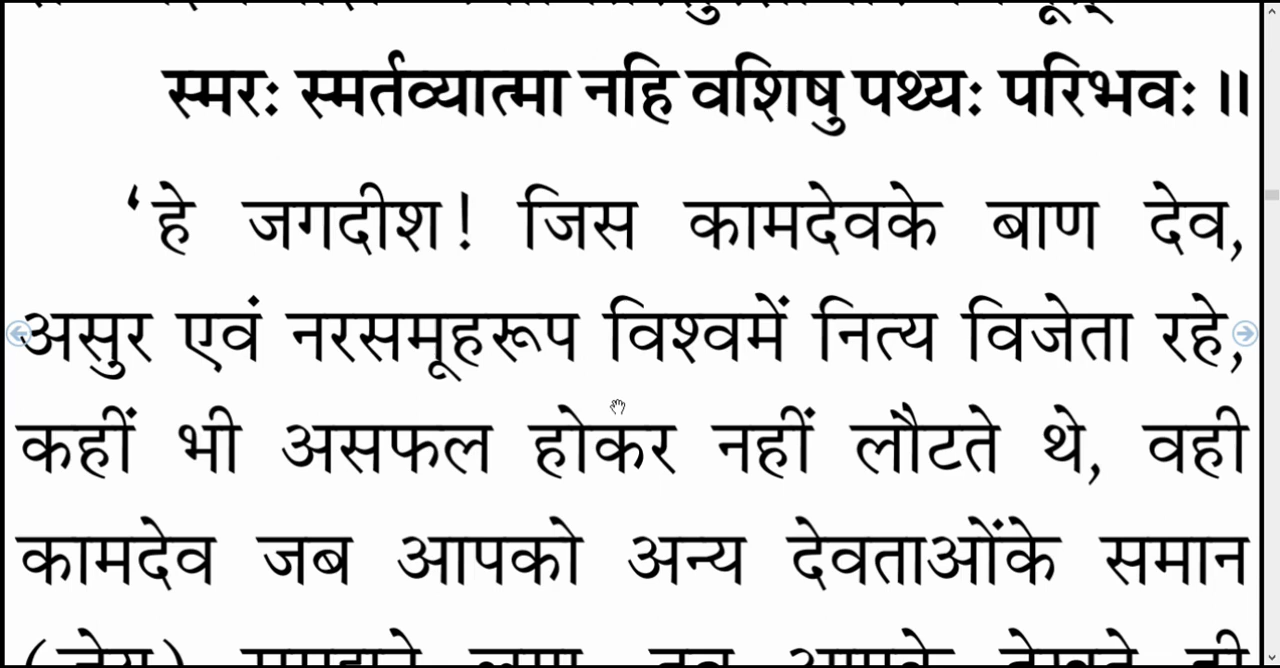 स्मरः स्मर्तव्यात्मा नहि वशिषु पथ्यः परिभवः ॥
‘हे जगदीश! जिस कामदेवके बाण देव,
असुर एवं नरसमूहरूप विश्वमें नित्य विजेता रहे,
कहीं भी असफल होकर नहीं लौटते थे, वही
कामदेव जब आपको अन्य देवताओंके समान